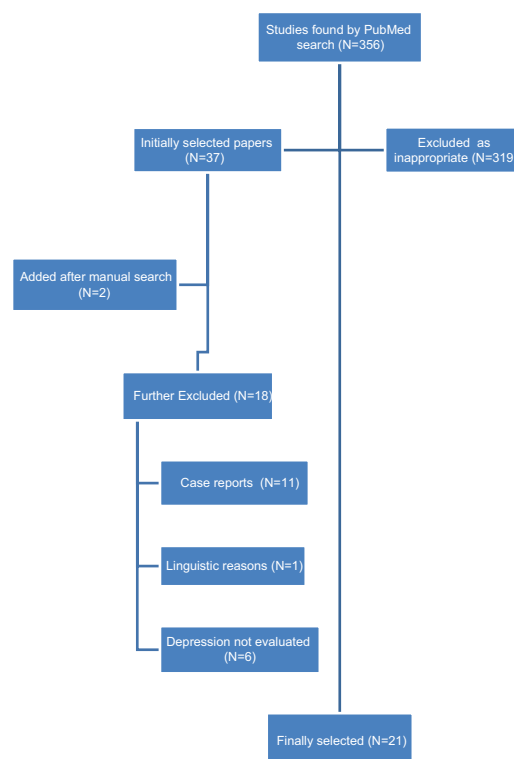 Studies found by PubMed
search (N=356)
Initially selected papers
(N=37)
Excluded as
inappropriate (N=319
Added after manual search
(N=2)
Further Excluded (N=18)
Case reports (N=11)
Linguistic reasons (N=1)
Depression not evaluated
(N=6)
Finally selected (N=21)